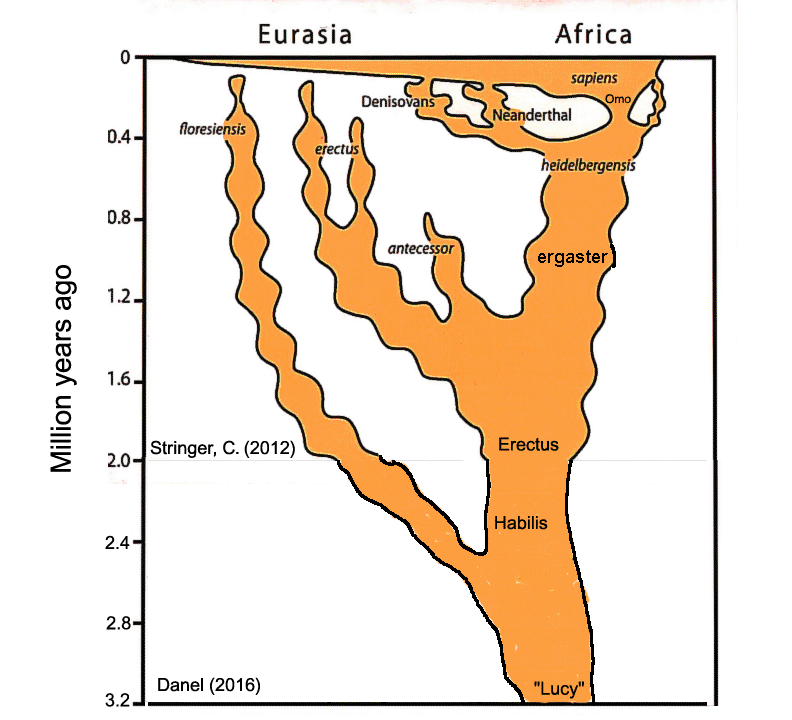 Eurasia Africa
0
sapiens
Denisovans
Omo
Neanderthal
floresiensis
0.4
erectus
heidelbergensis
0.8
antecessor
ergaster
Million years ago
1.2
1.6
Erectus
Stringer, C. (2012)
2.0
Habilis
2.4
2.8
Danel (2016)
"Lucy"
3.2